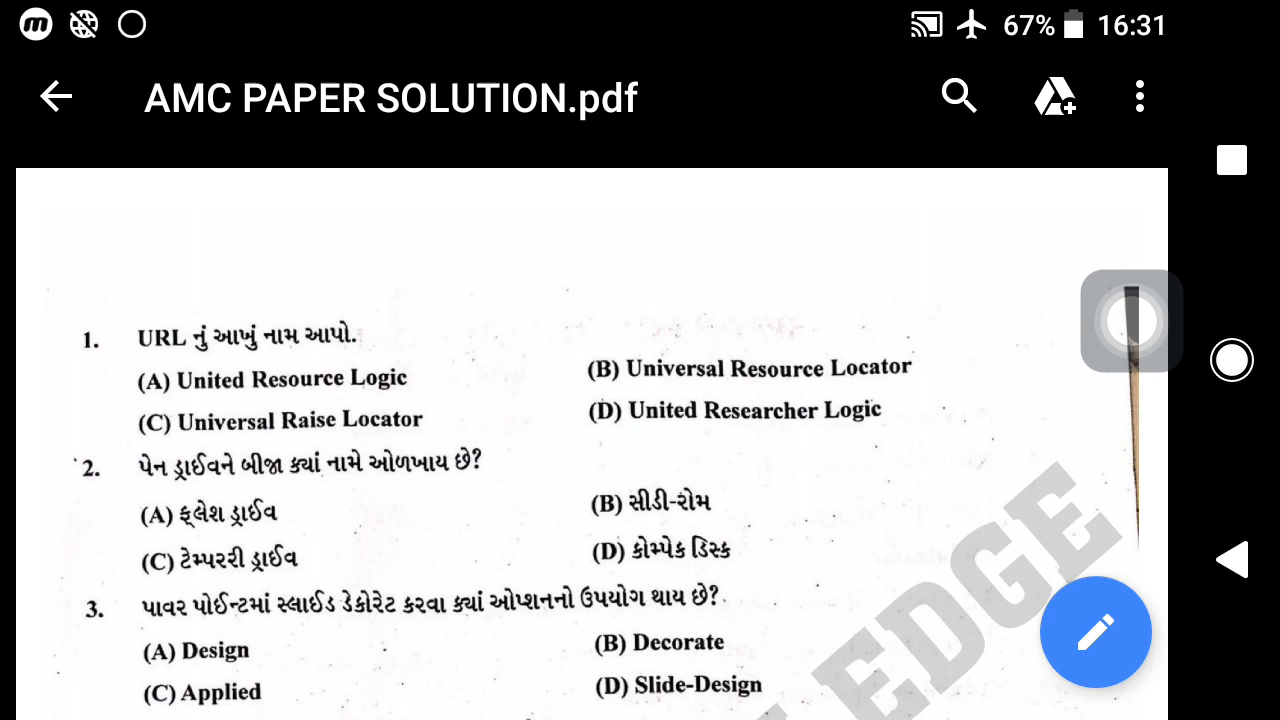 67% 16:31
AMC PAPER SOLUTION.pdf
1. URL નું આખું નામ આપો.
(A) United Resource Logic (B) Universal Resource Locator
(C) Universal Raise Locator (D) United Researcher Logic
2. પેન ડ્રાઈવને બીજા ક્યાં નામે ઓળખાય છે?
(A) ફ્લેશ ડ્રાઈવ (B) સીડી-રોમ
(C) ટેમ્પરરી ડ્રાઈવ (D) કોમ્પેક ડિસ્ક
3. પાવર પોઈન્ટમાં સ્લાઈડ ડેકોરેટ કરવા ક્યાં ઓપ્શનનો ઉપયોગ થાય છે?
(A) Design (B) Decorate
(C) Applied (D) Slide-Design
EDGE